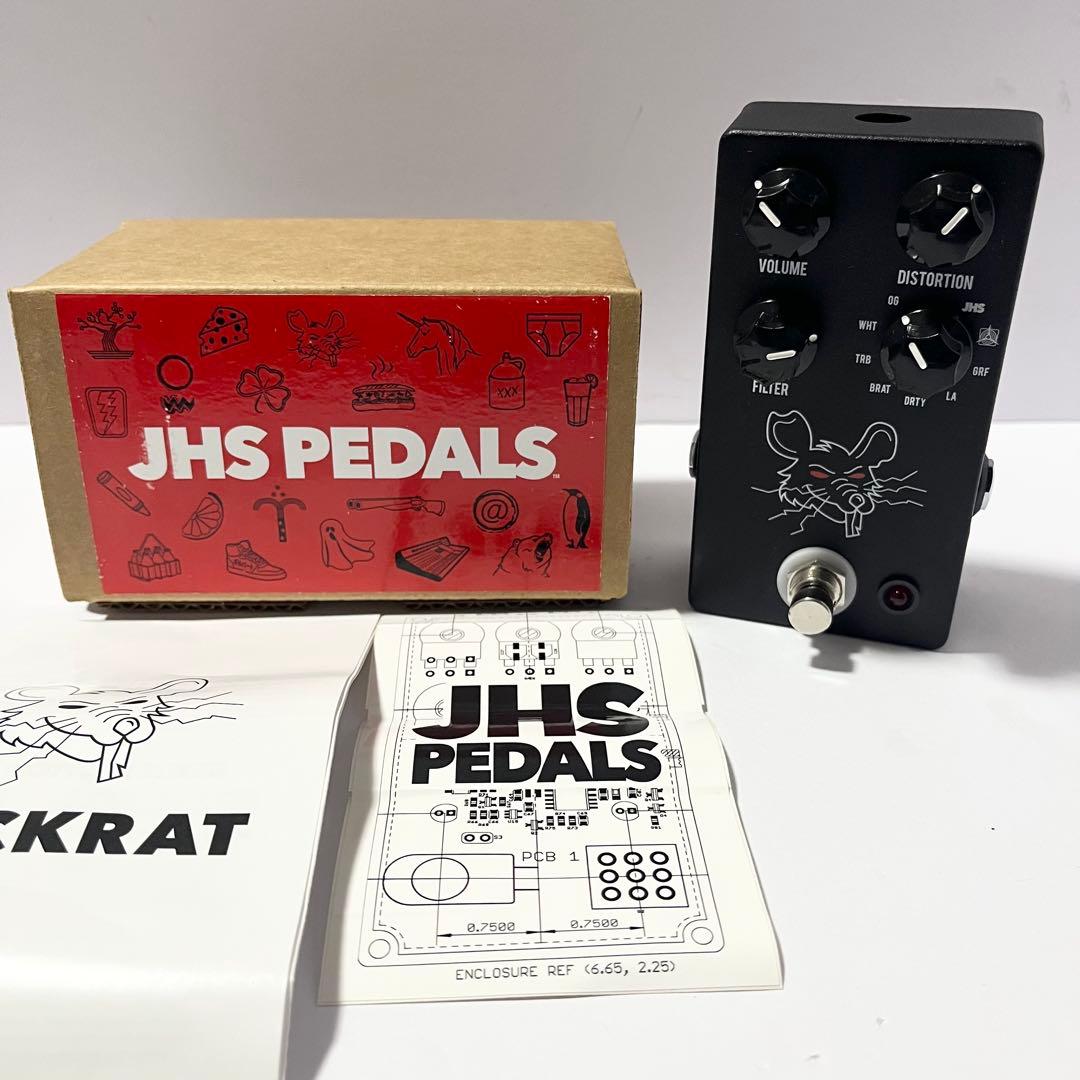 VOLUME
DISTORTION
FILTER
OG
JHS
WHT
TRB
GRF
BRAT
LA
DRTY
XXX
JHS PEDALS
@
CKRAT
JHS
PEDALS
PCB 1
0.7500
0.7500
ENCLOSURE REF (6.65, 2.25)